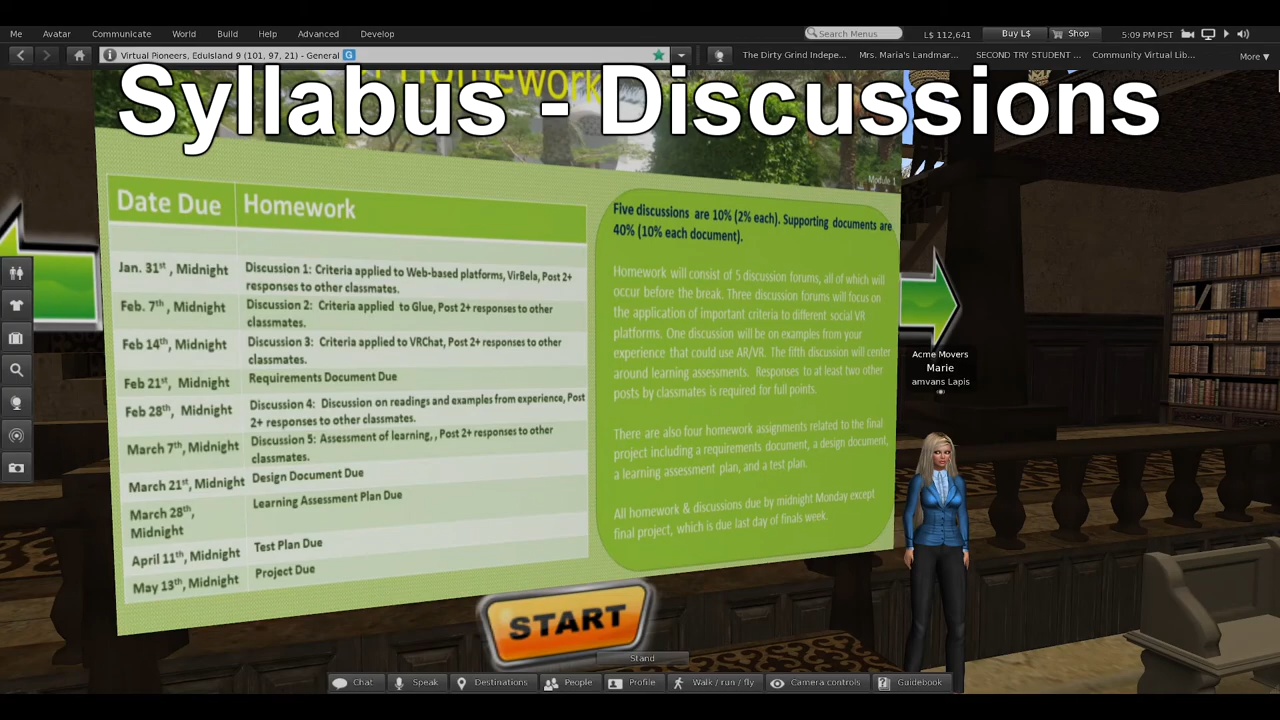 Me Avatar Communicate World Build Help Advanced Develop Search Menus L$ 112,641 Buy L$ Shop 5:09 PM PST
Virtual Pioneers, EduIsland 9 (101, 97, 21) - General G The Dirty Grind Indepe... Mrs. Maria's Landmar... SECOND TRY STUDENT ... Community Virtual Lib... More
Homework
Syllabus - Discussions
Module 1
Date Due Homework
Jan. 31st , Midnight Discussion 1: Criteria applied to Web-based platforms, VirBela, Post 2+
responses to other classmates.
Feb. 7th , Midnight Discussion 2: Criteria applied to Glue, Post 2+ responses to other
classmates.
Feb 14th, Midnight Discussion 3: Criteria applied to VRChat, Post 2+ responses to other
classmates.
Feb 21st, Midnight Requirements Document Due
Feb 28th, Midnight Discussion 4: Discussion on readings and examples from experience, Post
2+ responses to other classmates.
March 7th, Midnight Discussion 5: Assessment of learning,, Post 2+ responses to other
classmates.
March 21st, Midnight Design Document Due
March 28th,
Midnight
Learning Assessment Plan Due
April 11th, Midnight Test Plan Due
May 13th, Midnight Project Due
Five discussions are 10% (2% each). Supporting documents are
40% (10% each document).
Homework will consist of 5 discussion forums, all of which will
occur before the break. Three discussion forums will focus on
the application of important criteria to different social VR
platforms. One discussion will be on examples from your
experience that could use AR/VR. The fifth discussion will center
around learning assessments. Responses to at least two other
posts by classmates is required for full points.
There are also four homework assignments related to the final
project including a requirements document, a design document,
a learning assessment plan, and a test plan.
All homework & discussions due by midnight Monday except
final project, which is due last day of finals week.
Acme Movers
Marie
amvans Lapis
START
Stand
Chat Speak Destinations People Profile Walk / run / fly Camera controls Guidebook